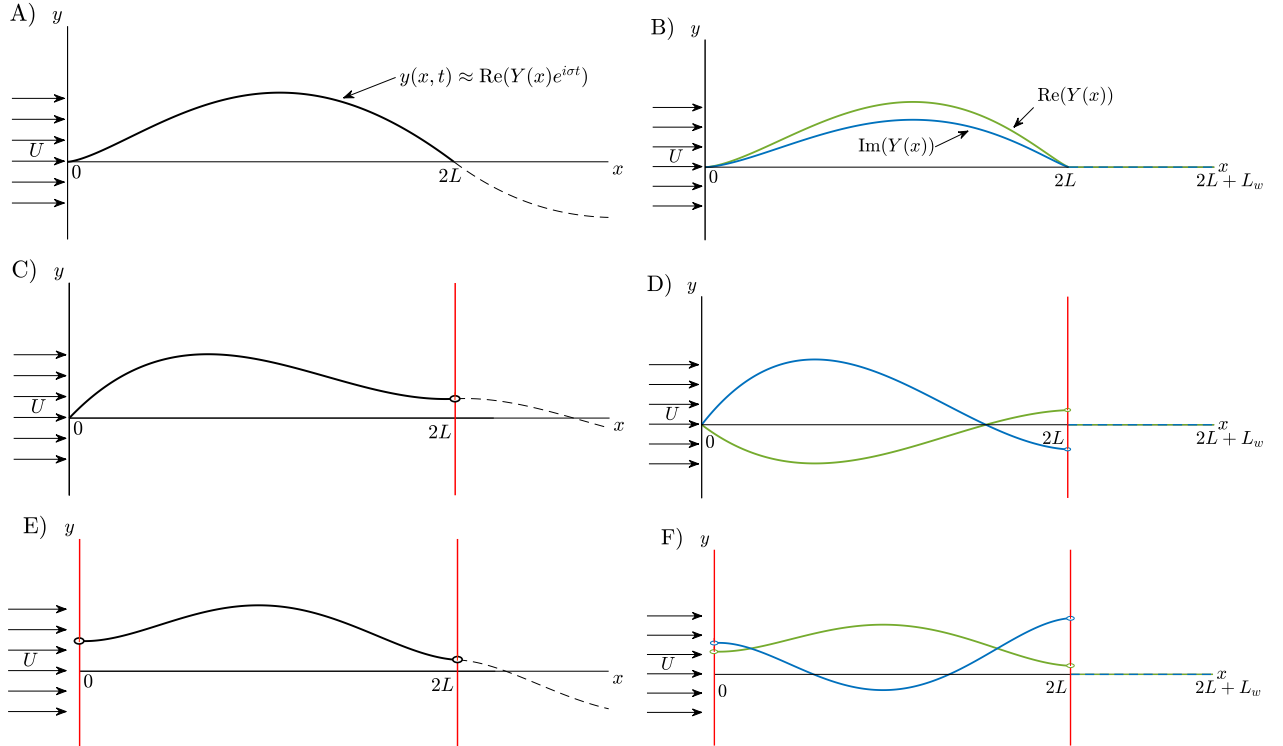 A) y
y(x, t) ≈ Re(Y(x)e^{iσt})
U
0 2L x
B) y
Re(Y(x))
Im(Y(x))
U
0 2L x
2L + L_w
C) y
U
0 2L x
D) y
U
0 2L x
2L + L_w
E) y
U
0 2L x
F) y
U
0 2L x
2L + L_w